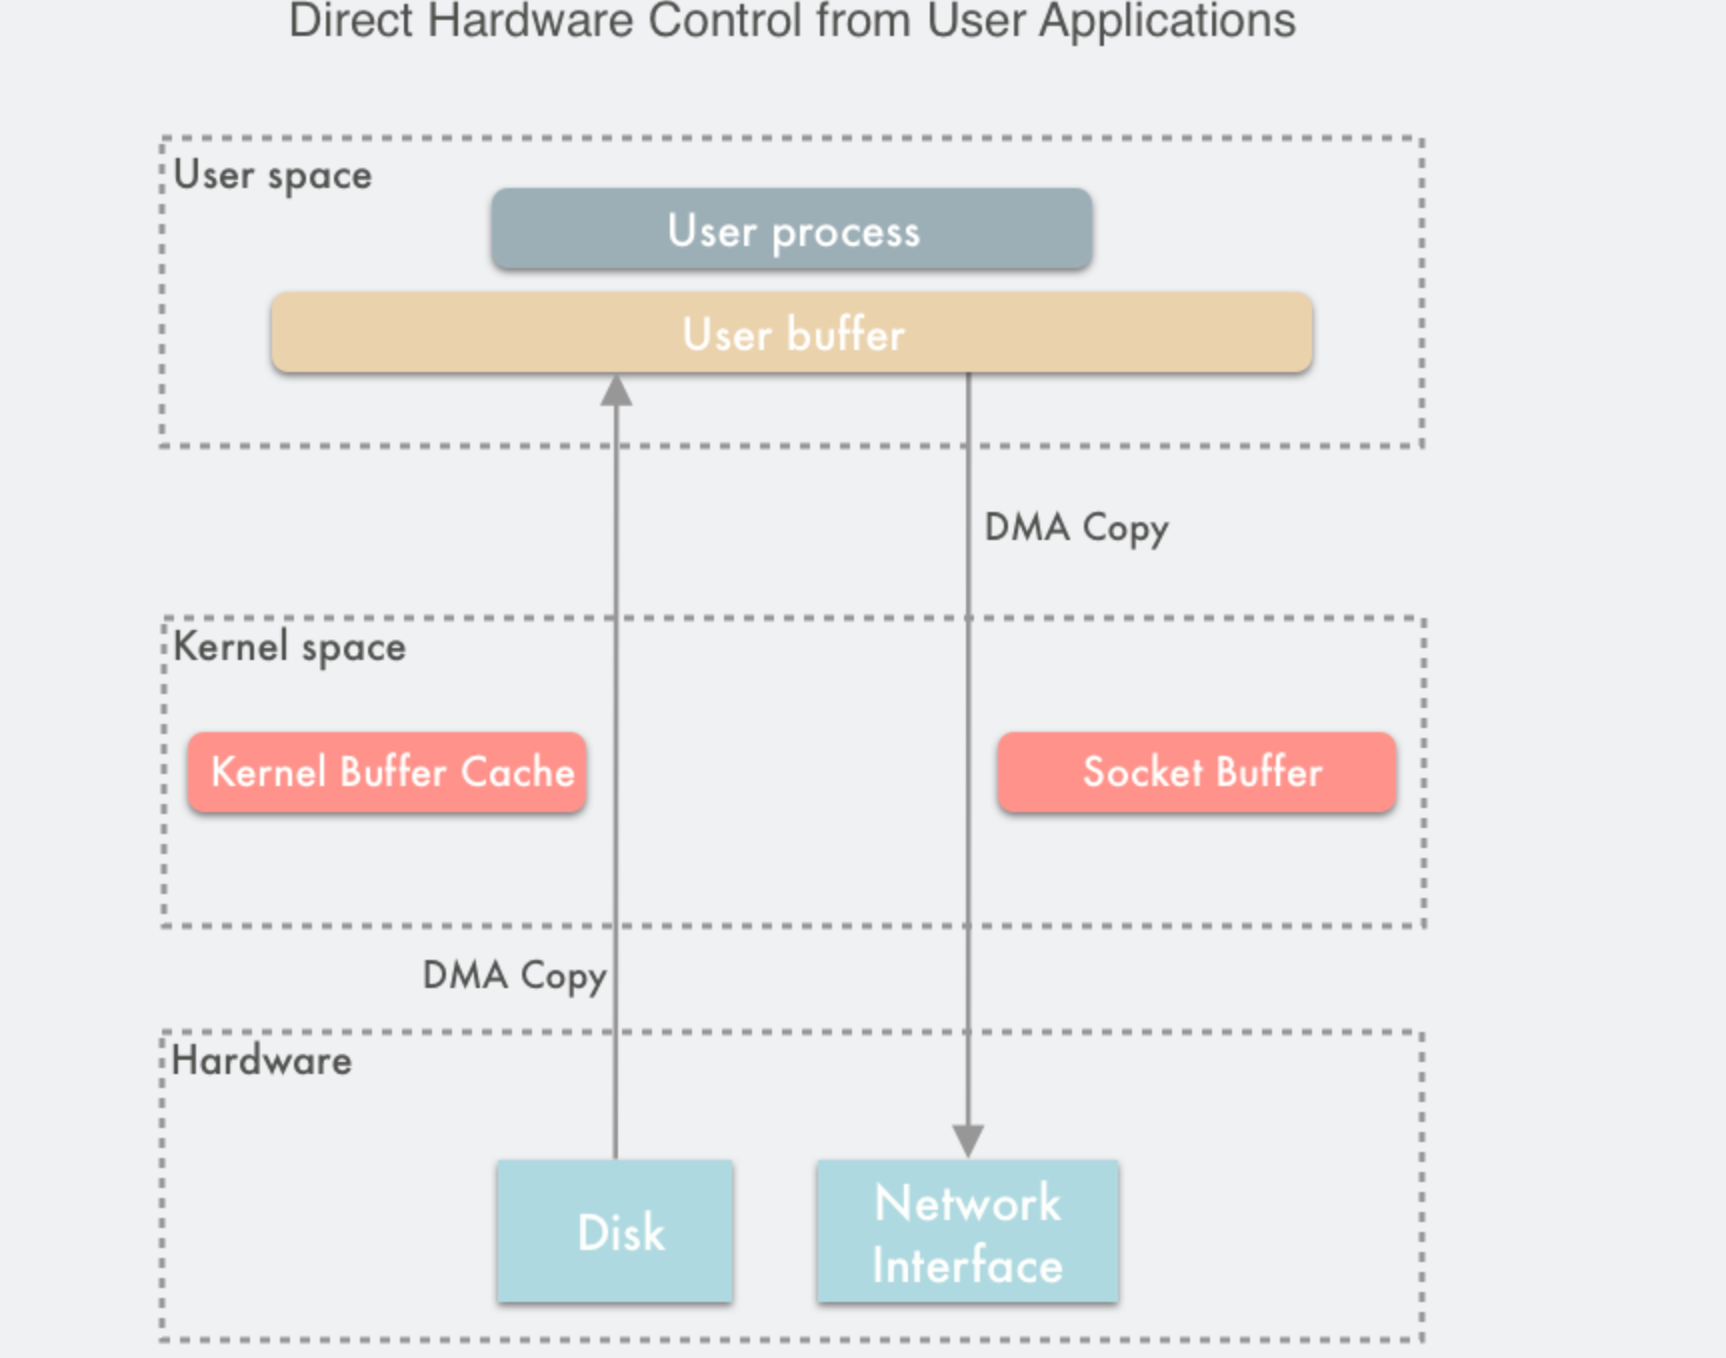 Direct Hardware Control from User Applications
User space
User process
User buffer
DMA Copy
Kernel space
Kernel Buffer Cache
Socket Buffer
DMA Copy
Hardware
Disk
Network
Interface